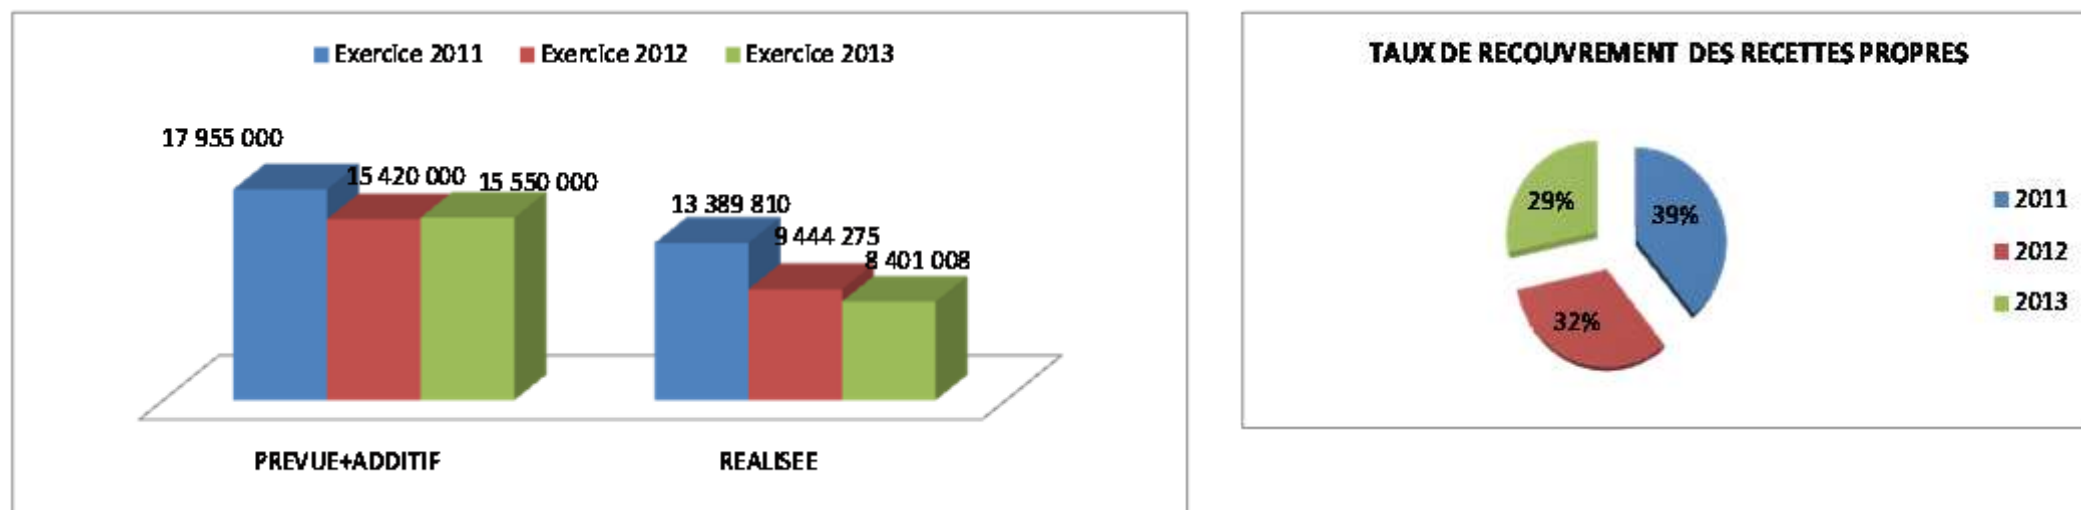 Exercice 2011 Exercice 2012 Exercice 2013
17 955 000
15 420 000
15 550 000
13 389 810
9 444 275
8 401 008
PREVUE+ADDITIF REALISEE
TAUX DE RECOUVREMENT DES RECETTES PROPRES
29%
39%
32%
2011
2012
2013